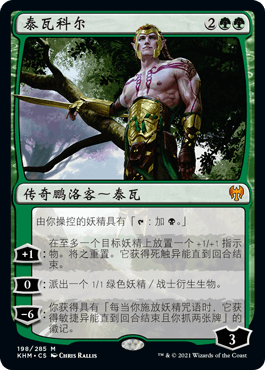 泰瓦科尔 2
传奇鹏洛客～泰瓦
由你操控的妖精具有「:加。」
+1: 在至多一个目标妖精上放置一个+1/+1指示
物。将之重置。它获得死触异能直到回合结
束。
0: 派出一个1/1绿色妖精／战士衍生生物。
-6: 你获得具有「每当你施放妖精咒语时，它获
得敏捷异能直到回合结束且你抓两张牌」的
徽记。
3
198/285 M
KHM • CS CHRIS RALLIS
™ & © 2021 Wizards of the Coast